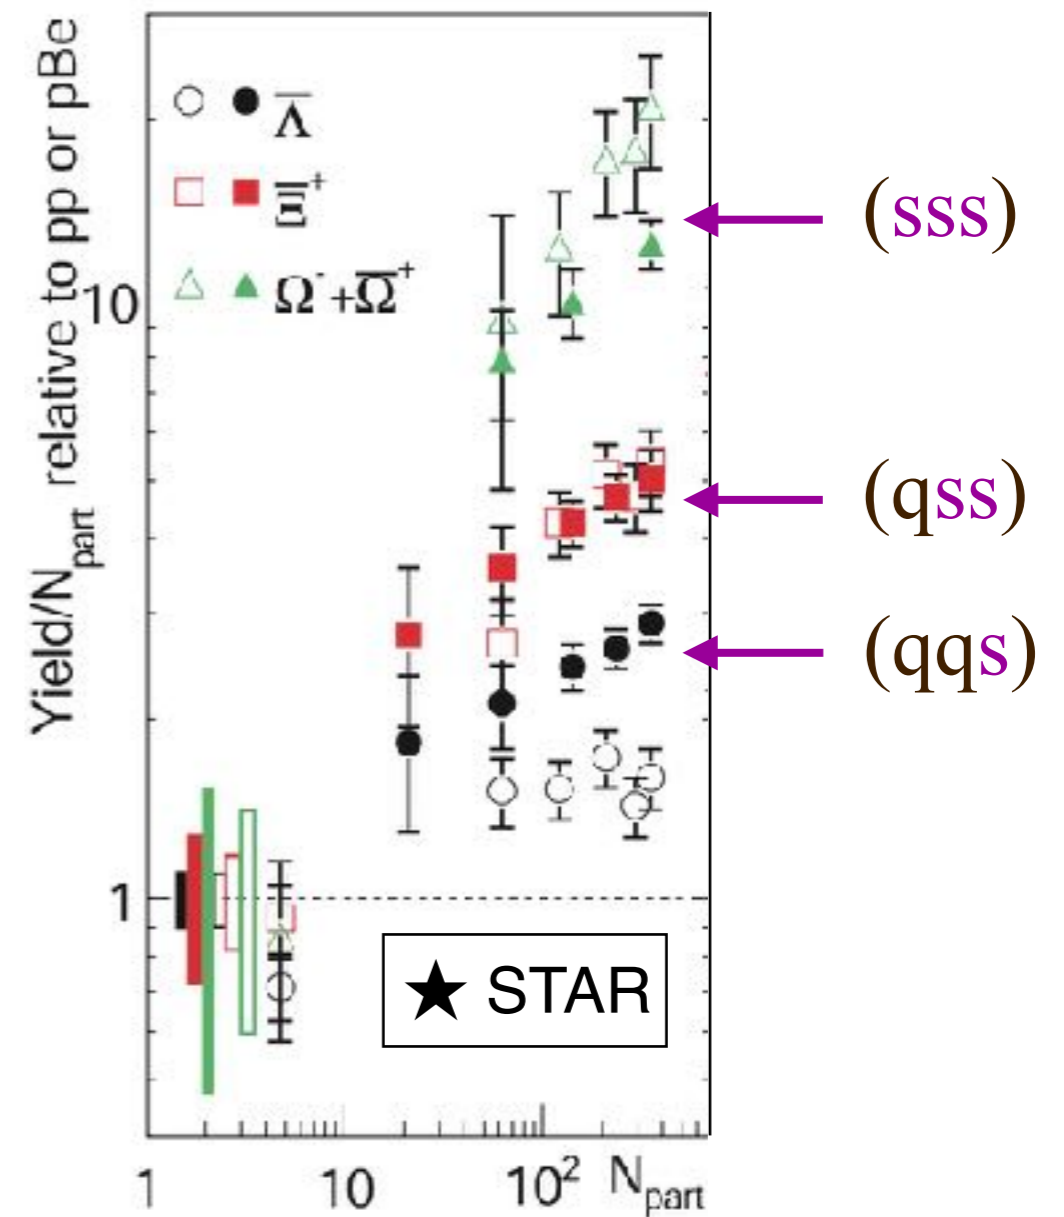 Yield/N_part relative to pp or pBe
Λ̅
Ξ̅⁺
Ω⁻+Ω̅⁺
10
1
(sss)
(qss)
(qqs)
★ STAR
1
10
10²
N_part